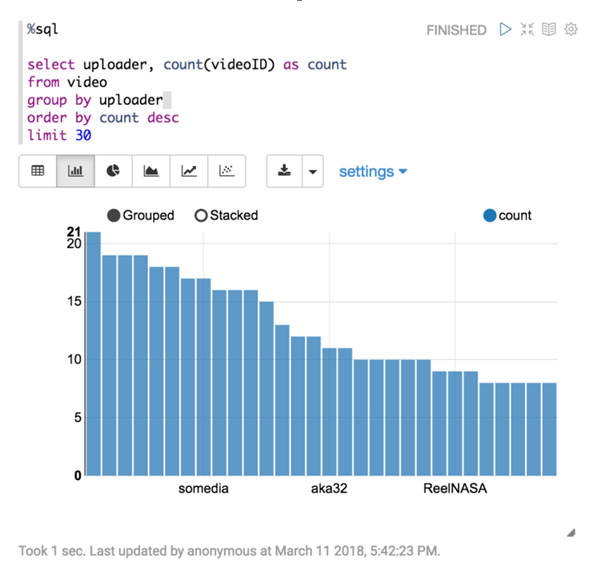 %sql
FINISHED
select uploader, count(videoID) as count
from video
group by uploader
order by count desc
limit 30
settings
Grouped Stacked count
21
20
15
10
5
0
somedia aka32 ReelNASA
Took 1 sec. Last updated by anonymous at March 11 2018, 5:42:23 PM.